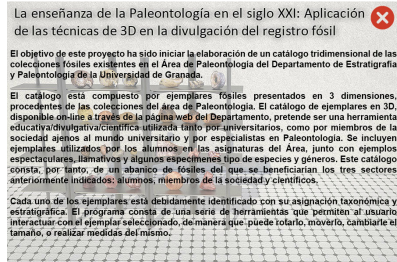 La enseñanza de la Paleontología en el siglo XXI: Aplicación
de las técnicas de 3D en la divulgación del registro fósil
El objetivo de este proyecto ha sido iniciar la elaboración de un catálogo tridimensional de las
colecciones fósiles existentes en el Área de Paleontología del Departamento de Estratigrafía
y Paleontología de la Universidad de Granada.
El catálogo está compuesto por ejemplares fósiles presentados en 3 dimensiones,
procedentes de las colecciones del área de Paleontología. El catálogo de ejemplares en 3D,
disponible on-line a través de la página web del Departamento, pretende ser una herramienta
educativa/divulgativa/científica utilizada tanto por universitarios, como por miembros de la
sociedad ajenos al mundo universitario y por especialistas en Paleontología. Se incluyen
ejemplares utilizados por los alumnos en las asignaturas del Área, junto con ejemplos
espectaculares, llamativos y algunos especímenes tipo de especies y géneros. Este catálogo
consta, por tanto, de un abanico de fósiles del que se beneficiarían los tres sectores
anteriormente indicados: alumnos, miembros de la sociedad y científicos.
Cada uno de los ejemplares está debidamente identificado con su asignación taxonómica y
estratigráfica. El programa consta de una serie de herramientas que permiten al usuario
interactuar con el ejemplar seleccionado, de manera que puede rotarlo, moverlo, cambiarle el
tamaño, o realizar medidas del mismo.